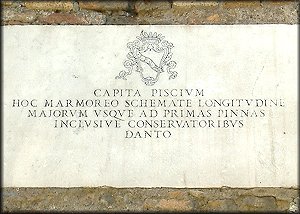 CAPITA PISCIVM
HOC MARMOREO SCHEMATE LONGITVDINE
MAJORVM VSQVE AD PRIMAS PINNAS
INCLVSIVE CONSERVATORIBVS
DANTO